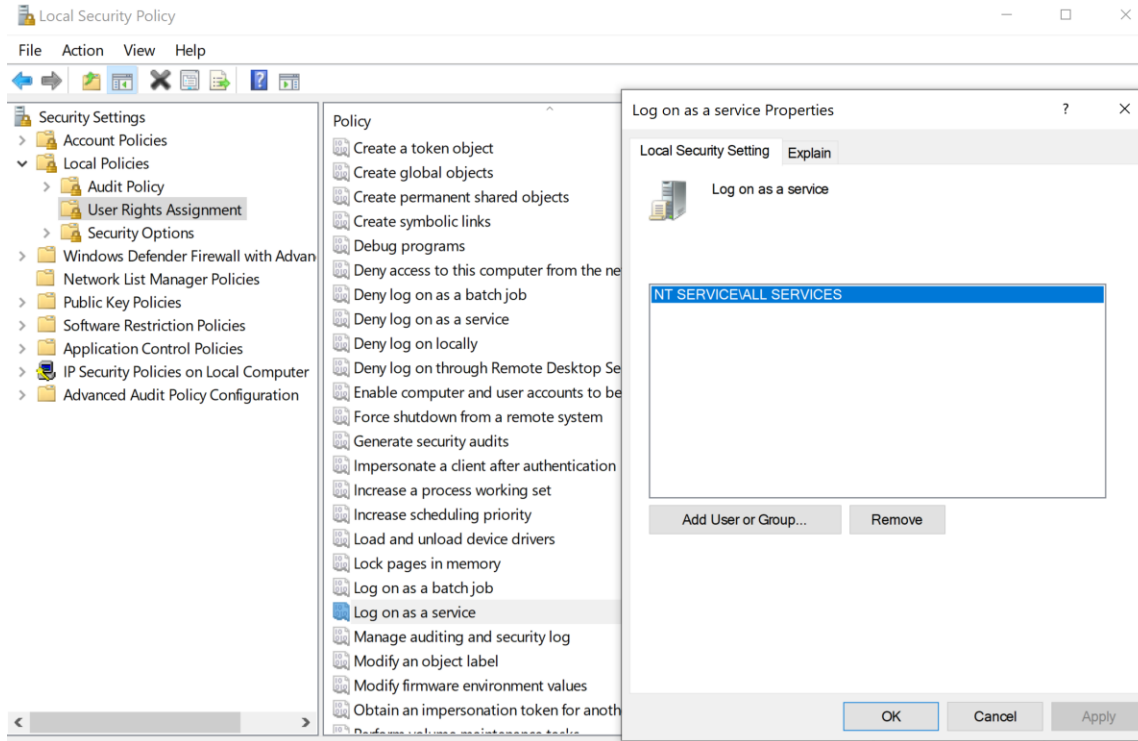 Local Security Policy
File Action View Help
Security Settings
Account Policies
Local Policies
Audit Policy
User Rights Assignment
Security Options
Windows Defender Firewall with Advan
Network List Manager Policies
Public Key Policies
Software Restriction Policies
Application Control Policies
IP Security Policies on Local Computer
Advanced Audit Policy Configuration
Policy
Create a token object
Create global objects
Create permanent shared objects
Create symbolic links
Debug programs
Deny access to this computer from the ne
Deny log on as a batch job
Deny log on as a service
Deny log on locally
Deny log on through Remote Desktop Se
Enable computer and user accounts to be
Force shutdown from a remote system
Generate security audits
Impersonate a client after authentication
Increase a process working set
Increase scheduling priority
Load and unload device drivers
Lock pages in memory
Log on as a batch job
Log on as a service
Manage auditing and security log
Modify an object label
Modify firmware environment values
Obtain an impersonation token for anoth
Perform volume maintenance tasks
Log on as a service Properties
Local Security Setting Explain
Log on as a service
NT SERVICE\ALL SERVICES
Add User or Group... Remove
OK Cancel Apply